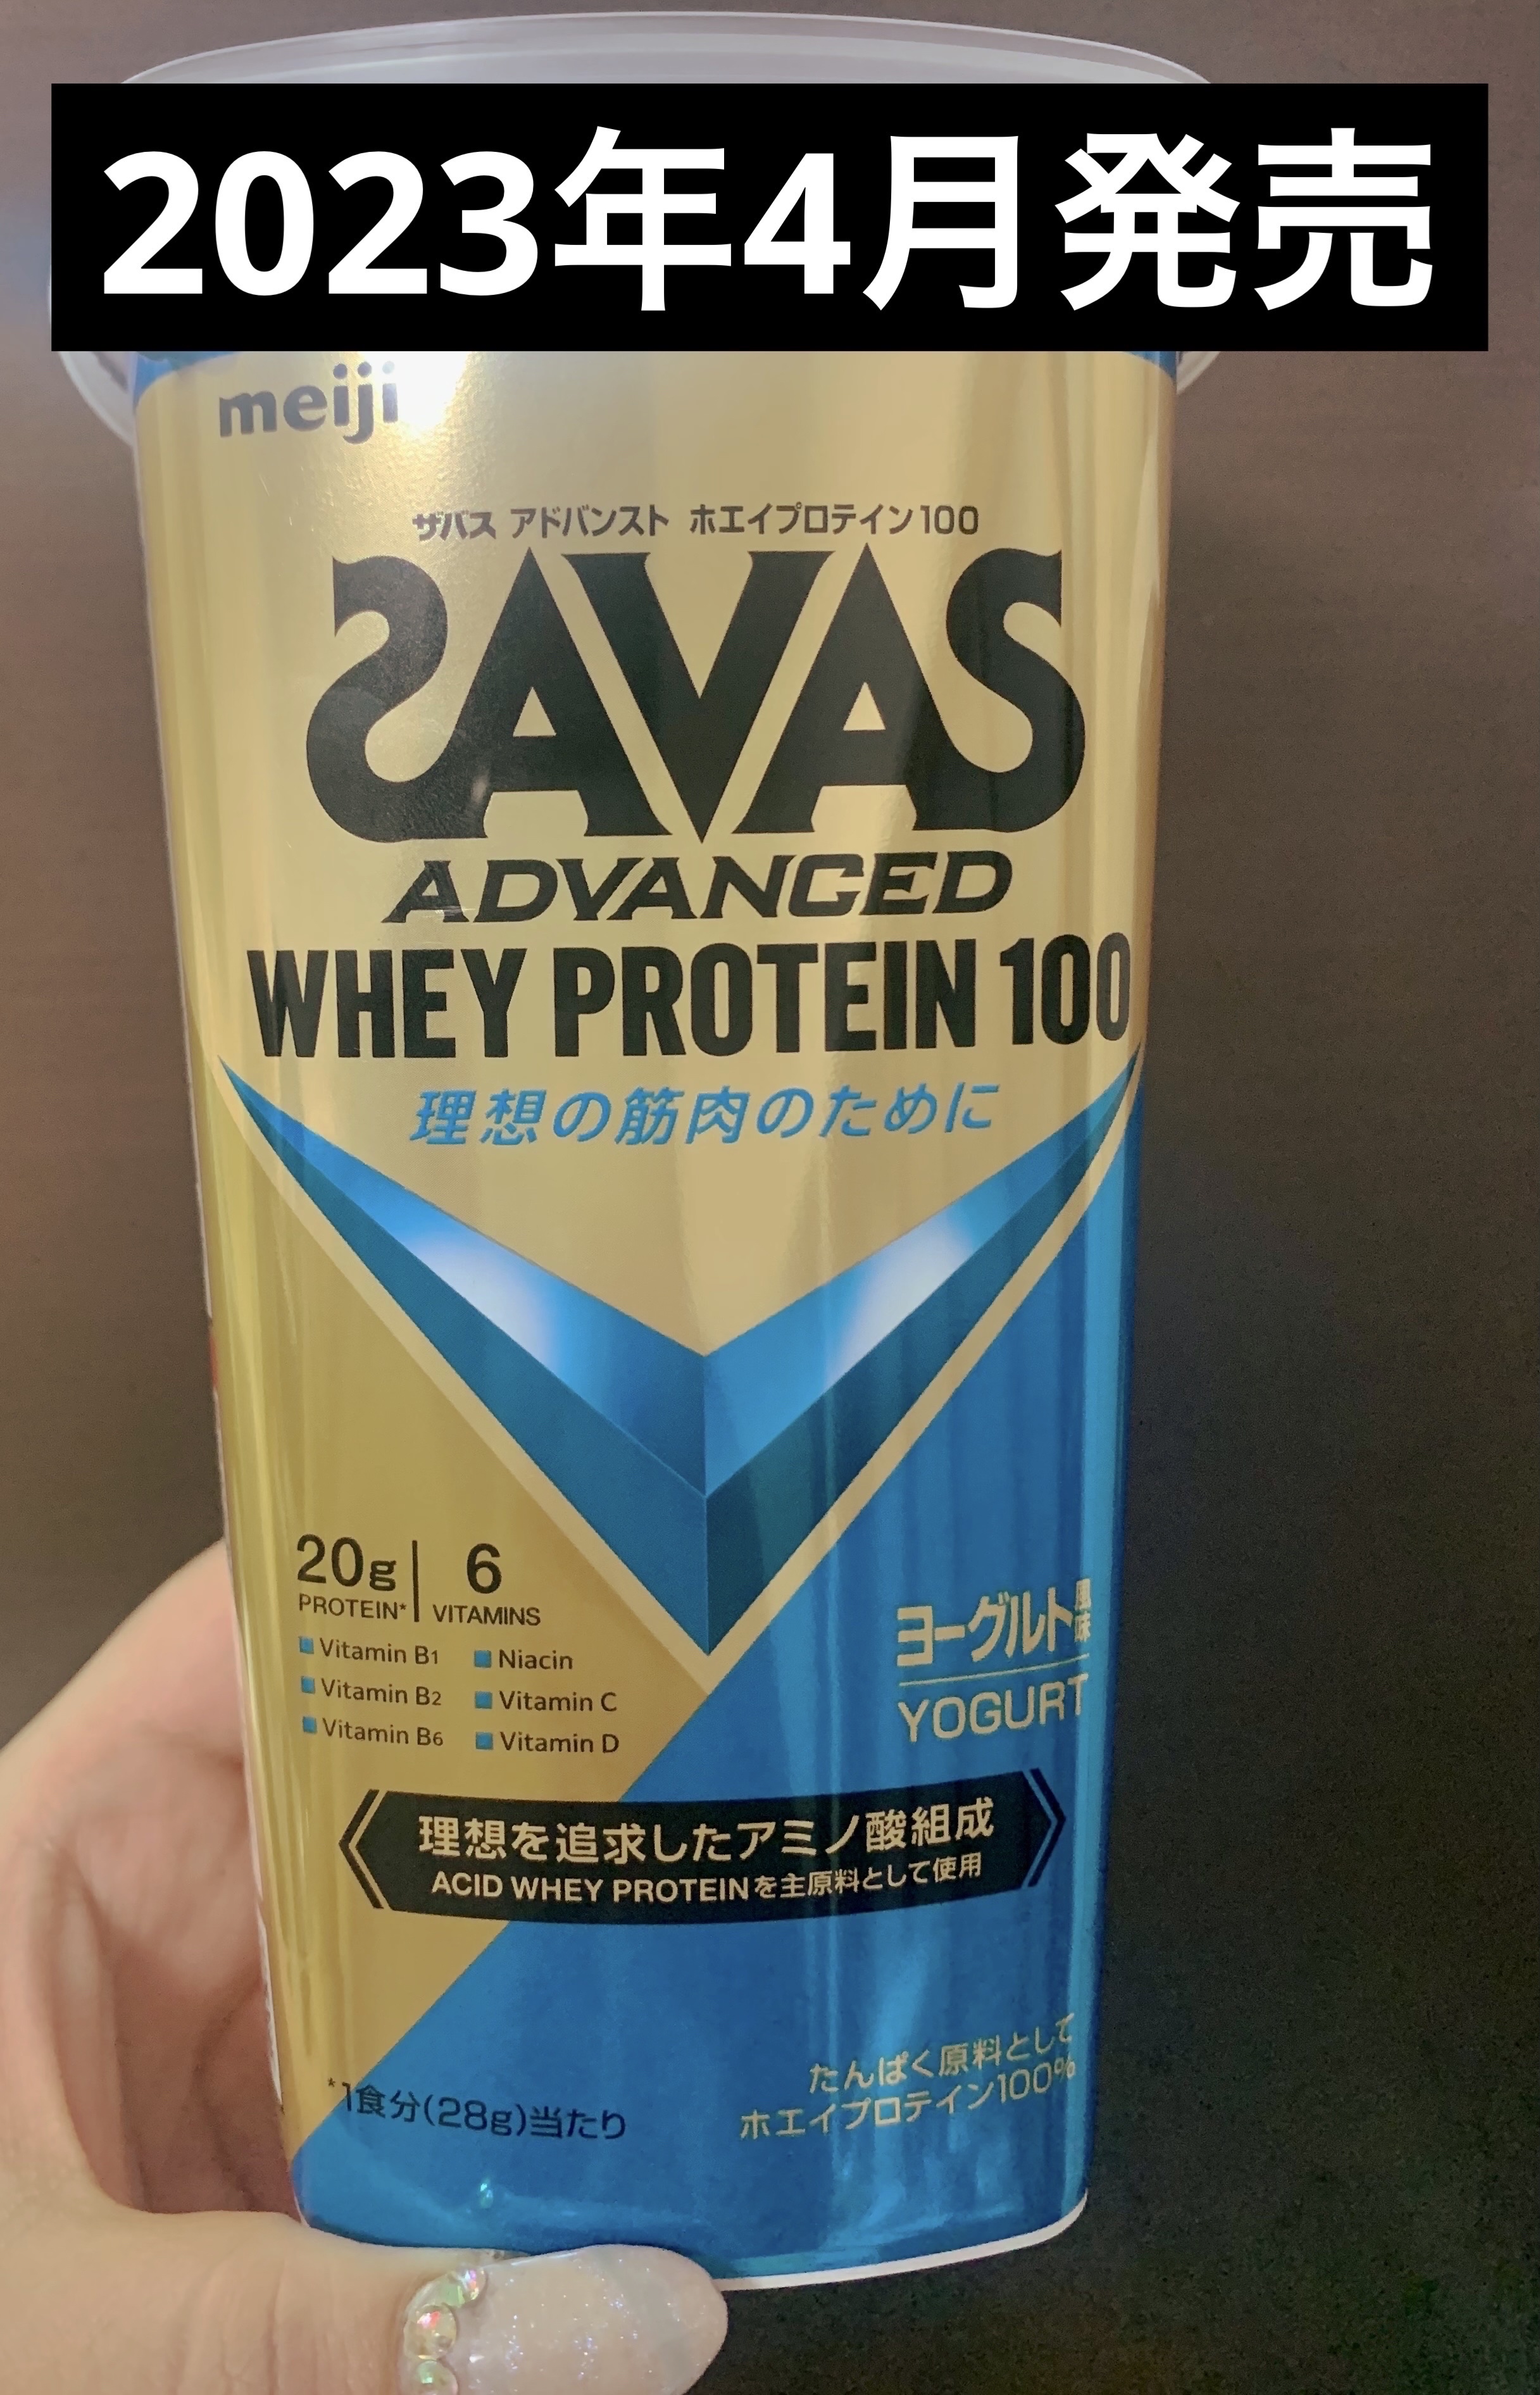 2023年4月発売
meiji
ザバス アドバンスト ホエイプロテイン100
SAVAS
ADVANCED
WHEY PROTEIN 100
理想の筋肉のために
20g
PROTEIN*
6
VITAMINS
Vitamin B1
Niacin
Vitamin B2
Vitamin C
Vitamin B6
Vitamin D
ヨーグルト風味
YOGURT
理想を追求したアミノ酸組成
ACID WHEY PROTEINを主原料として使用
たんぱく原料として
ホエイプロテイン100%
*1食分(28g)当たり